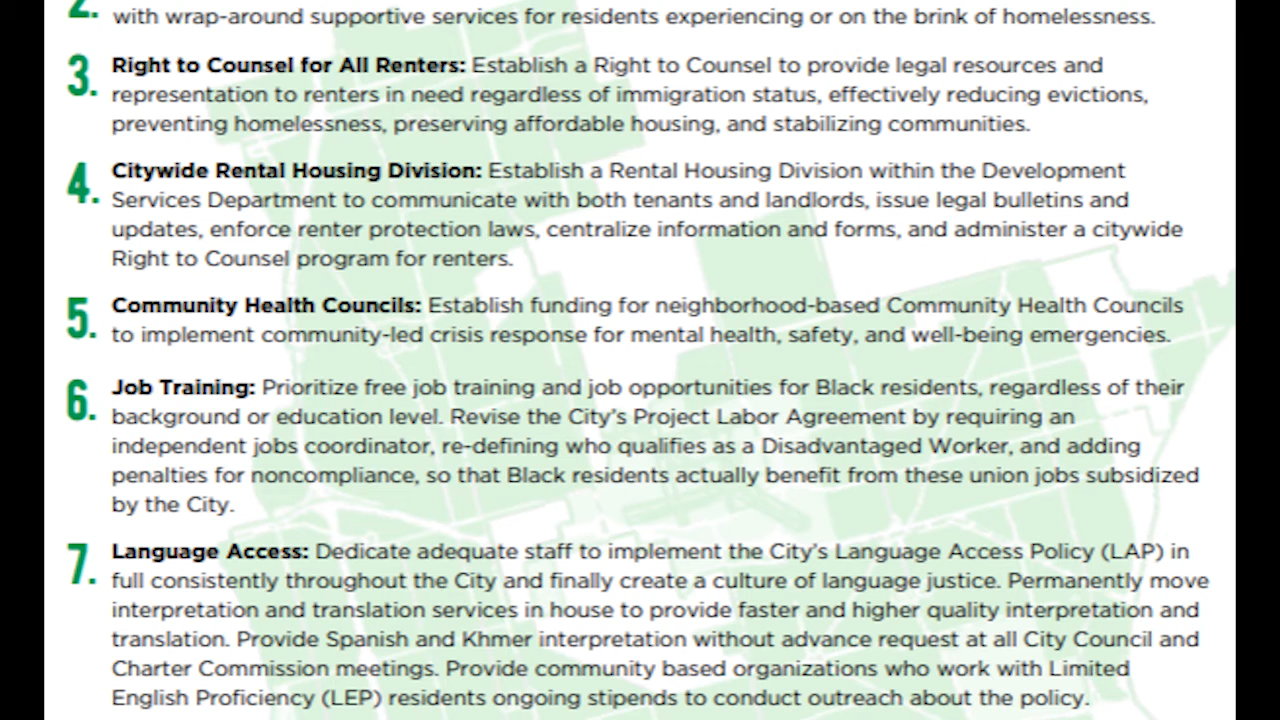 2. with wrap-around supportive services for residents experiencing or on the brink of homelessness.
3. Right to Counsel for All Renters: Establish a Right to Counsel to provide legal resources and
representation to renters in need regardless of immigration status, effectively reducing evictions,
preventing homelessness, preserving affordable housing, and stabilizing communities.
4. Citywide Rental Housing Division: Establish a Rental Housing Division within the Development
Services Department to communicate with both tenants and landlords, issue legal bulletins and
updates, enforce renter protection laws, centralize information and forms, and administer a citywide
Right to Counsel program for renters.
5. Community Health Councils: Establish funding for neighborhood-based Community Health Councils
to implement community-led crisis response for mental health, safety, and well-being emergencies.
6. Job Training: Prioritize free job training and job opportunities for Black residents, regardless of their
background or education level. Revise the City's Project Labor Agreement by requiring an
independent jobs coordinator, re-defining who qualifies as a Disadvantaged Worker, and adding
penalties for noncompliance, so that Black residents actually benefit from these union jobs subsidized
by the City.
7. Language Access: Dedicate adequate staff to implement the City's Language Access Policy (LAP) in
full consistently throughout the City and finally create a culture of language justice. Permanently move
interpretation and translation services in house to provide faster and higher quality interpretation and
translation. Provide Spanish and Khmer interpretation without advance request at all City Council and
Charter Commission meetings. Provide community based organizations who work with Limited
English Proficiency (LEP) residents ongoing stipends to conduct outreach about the policy.